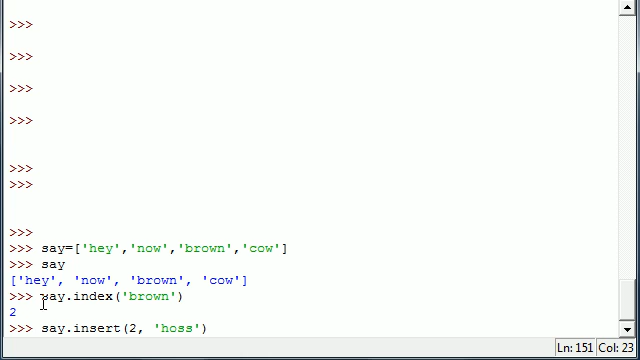 >>>
>>>
>>>
>>>
>>>
>>>
>>>
>>> say=['hey','now','brown','cow']
>>> say
['hey', 'now', 'brown', 'cow']
>>> say.index('brown')
2
>>> say.insert(2, 'hoss')
Ln: 151 Col: 23